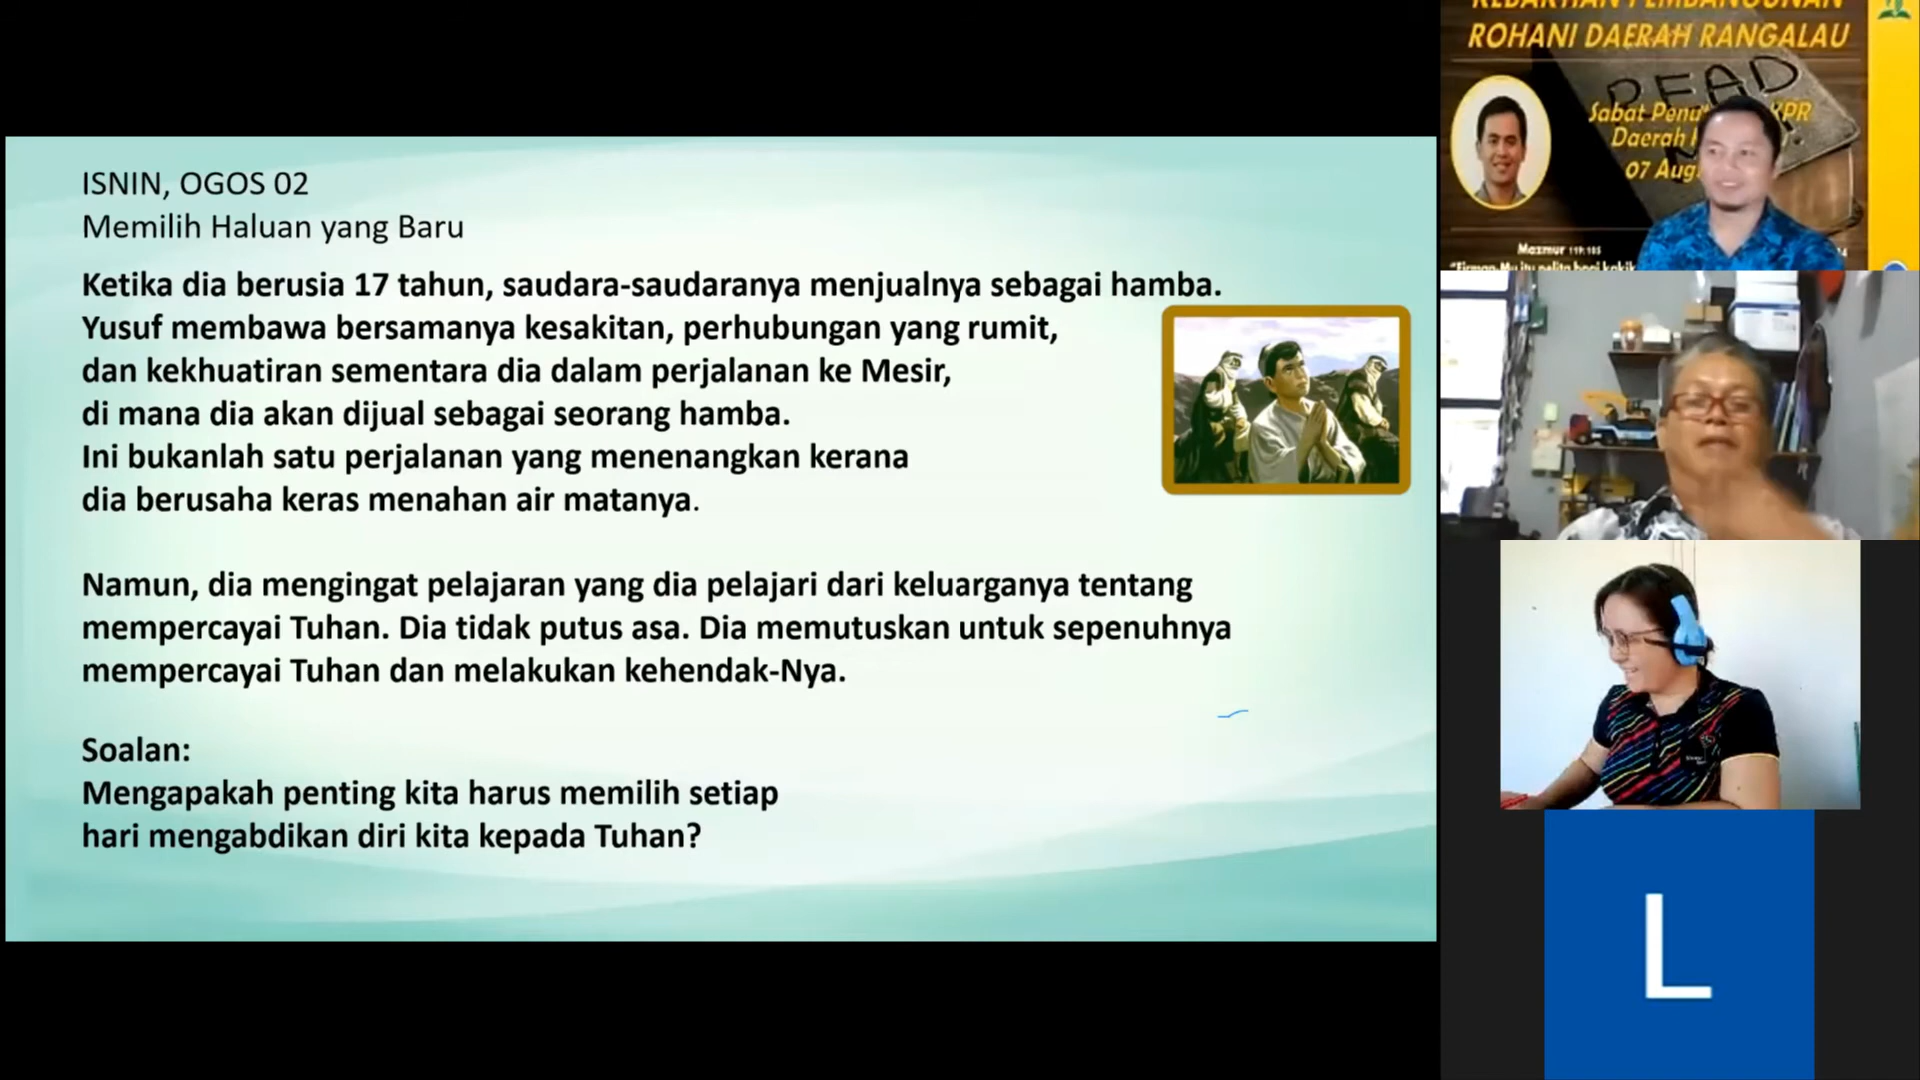 ISNIN, OGOS 02
Memilih Haluan yang Baru
Ketika dia berusia 17 tahun, saudara-saudaranya menjualnya sebagai hamba.
Yusuf membawa bersamanya kesakitan, perhubungan yang rumit,
dan kekhuatiran sementara dia dalam perjalanan ke Mesir,
di mana dia akan dijual sebagai seorang hamba.
Ini bukanlah satu perjalanan yang menenangkan kerana
dia berusaha keras menahan air matanya.
Namun, dia mengingat pelajaran yang dia pelajari dari keluarganya tentang
mempercayai Tuhan. Dia tidak putus asa. Dia memutuskan untuk sepenuhnya
mempercayai Tuhan dan melakukan kehendak-Nya.
Soalan:
Mengapakah penting kita harus memilih setiap
hari mengabdikan diri kita kepada Tuhan?
ROHANI DAERAH RANGALAU
READ
Sabat KPR
Daerah
07
Mazmur 119:105
L